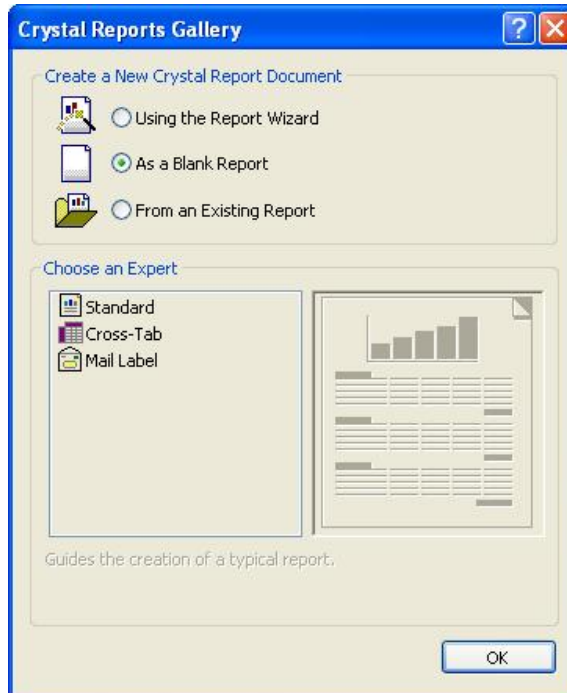 Crystal Reports Gallery
Create a New Crystal Report Document
Using the Report Wizard
As a Blank Report
From an Existing Report
Choose an Expert
Standard
Cross-Tab
Mail Label
Guides the creation of a typical report.
OK